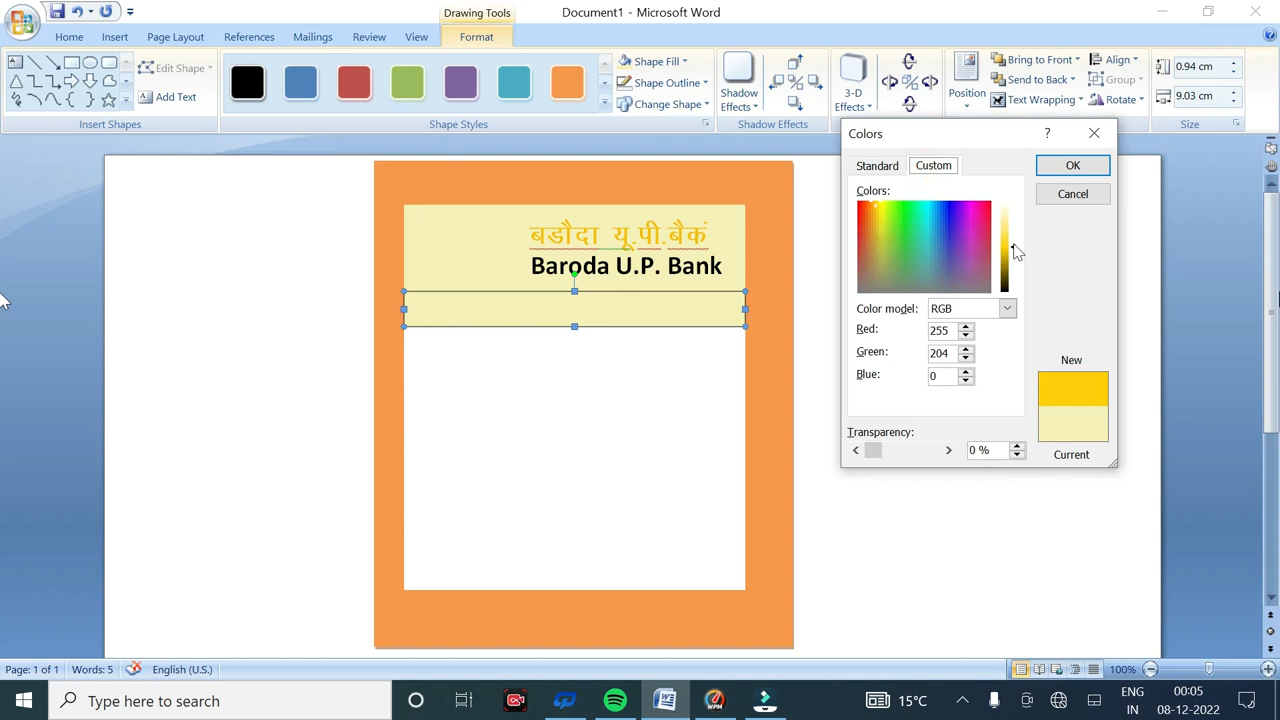 Drawing Tools
Document1 - Microsoft Word
Home Insert Page Layout References Mailings Review View Format
Edit Shape
Add Text
Insert Shapes
Shape Fill
Shape Outline
Change Shape
Shape Styles
Shadow Effects
Shadow Effects
3-D Effects
Position
Bring to Front
Send to Back
Text Wrapping
Align
Group
Rotate
Arrange
0.94 cm
9.03 cm
Size
Colors
?
Standard Custom
OK
Cancel
Colors:
Color model: RGB
Red: 255
Green: 204
Blue: 0
New
Current
Transparency:
0 %
बडौदा यू.पी.बैकं
Baroda U.P. Bank
Page: 1 of 1 Words: 5 English (U.S.) 100%
Type here to search
WPM
15°C
ENG
IN
00:05
08-12-2022